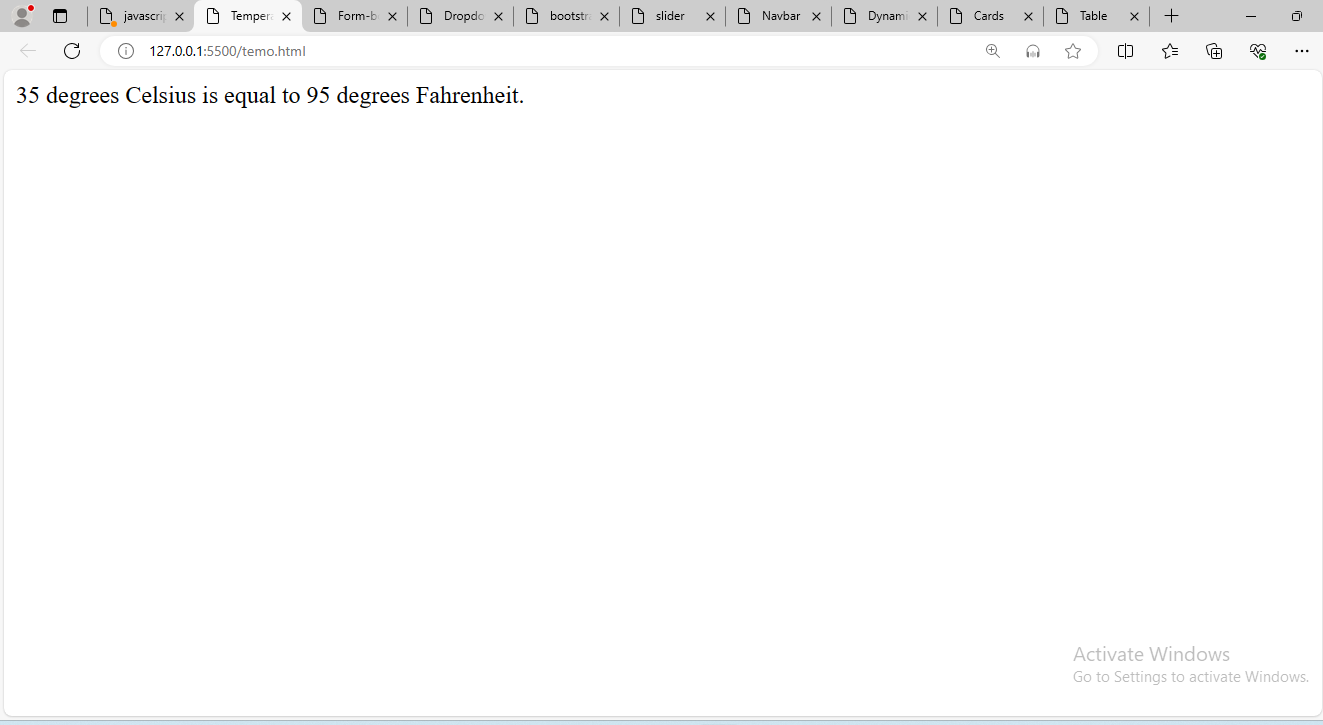 javascrip
Tempera
Form-b
Dropdo
bootstra
slider
Navbar
Dynami
Cards
Table
127.0.0.1:5500/temo.html
35 degrees Celsius is equal to 95 degrees Fahrenheit.
Activate Windows
Go to Settings to activate Windows.